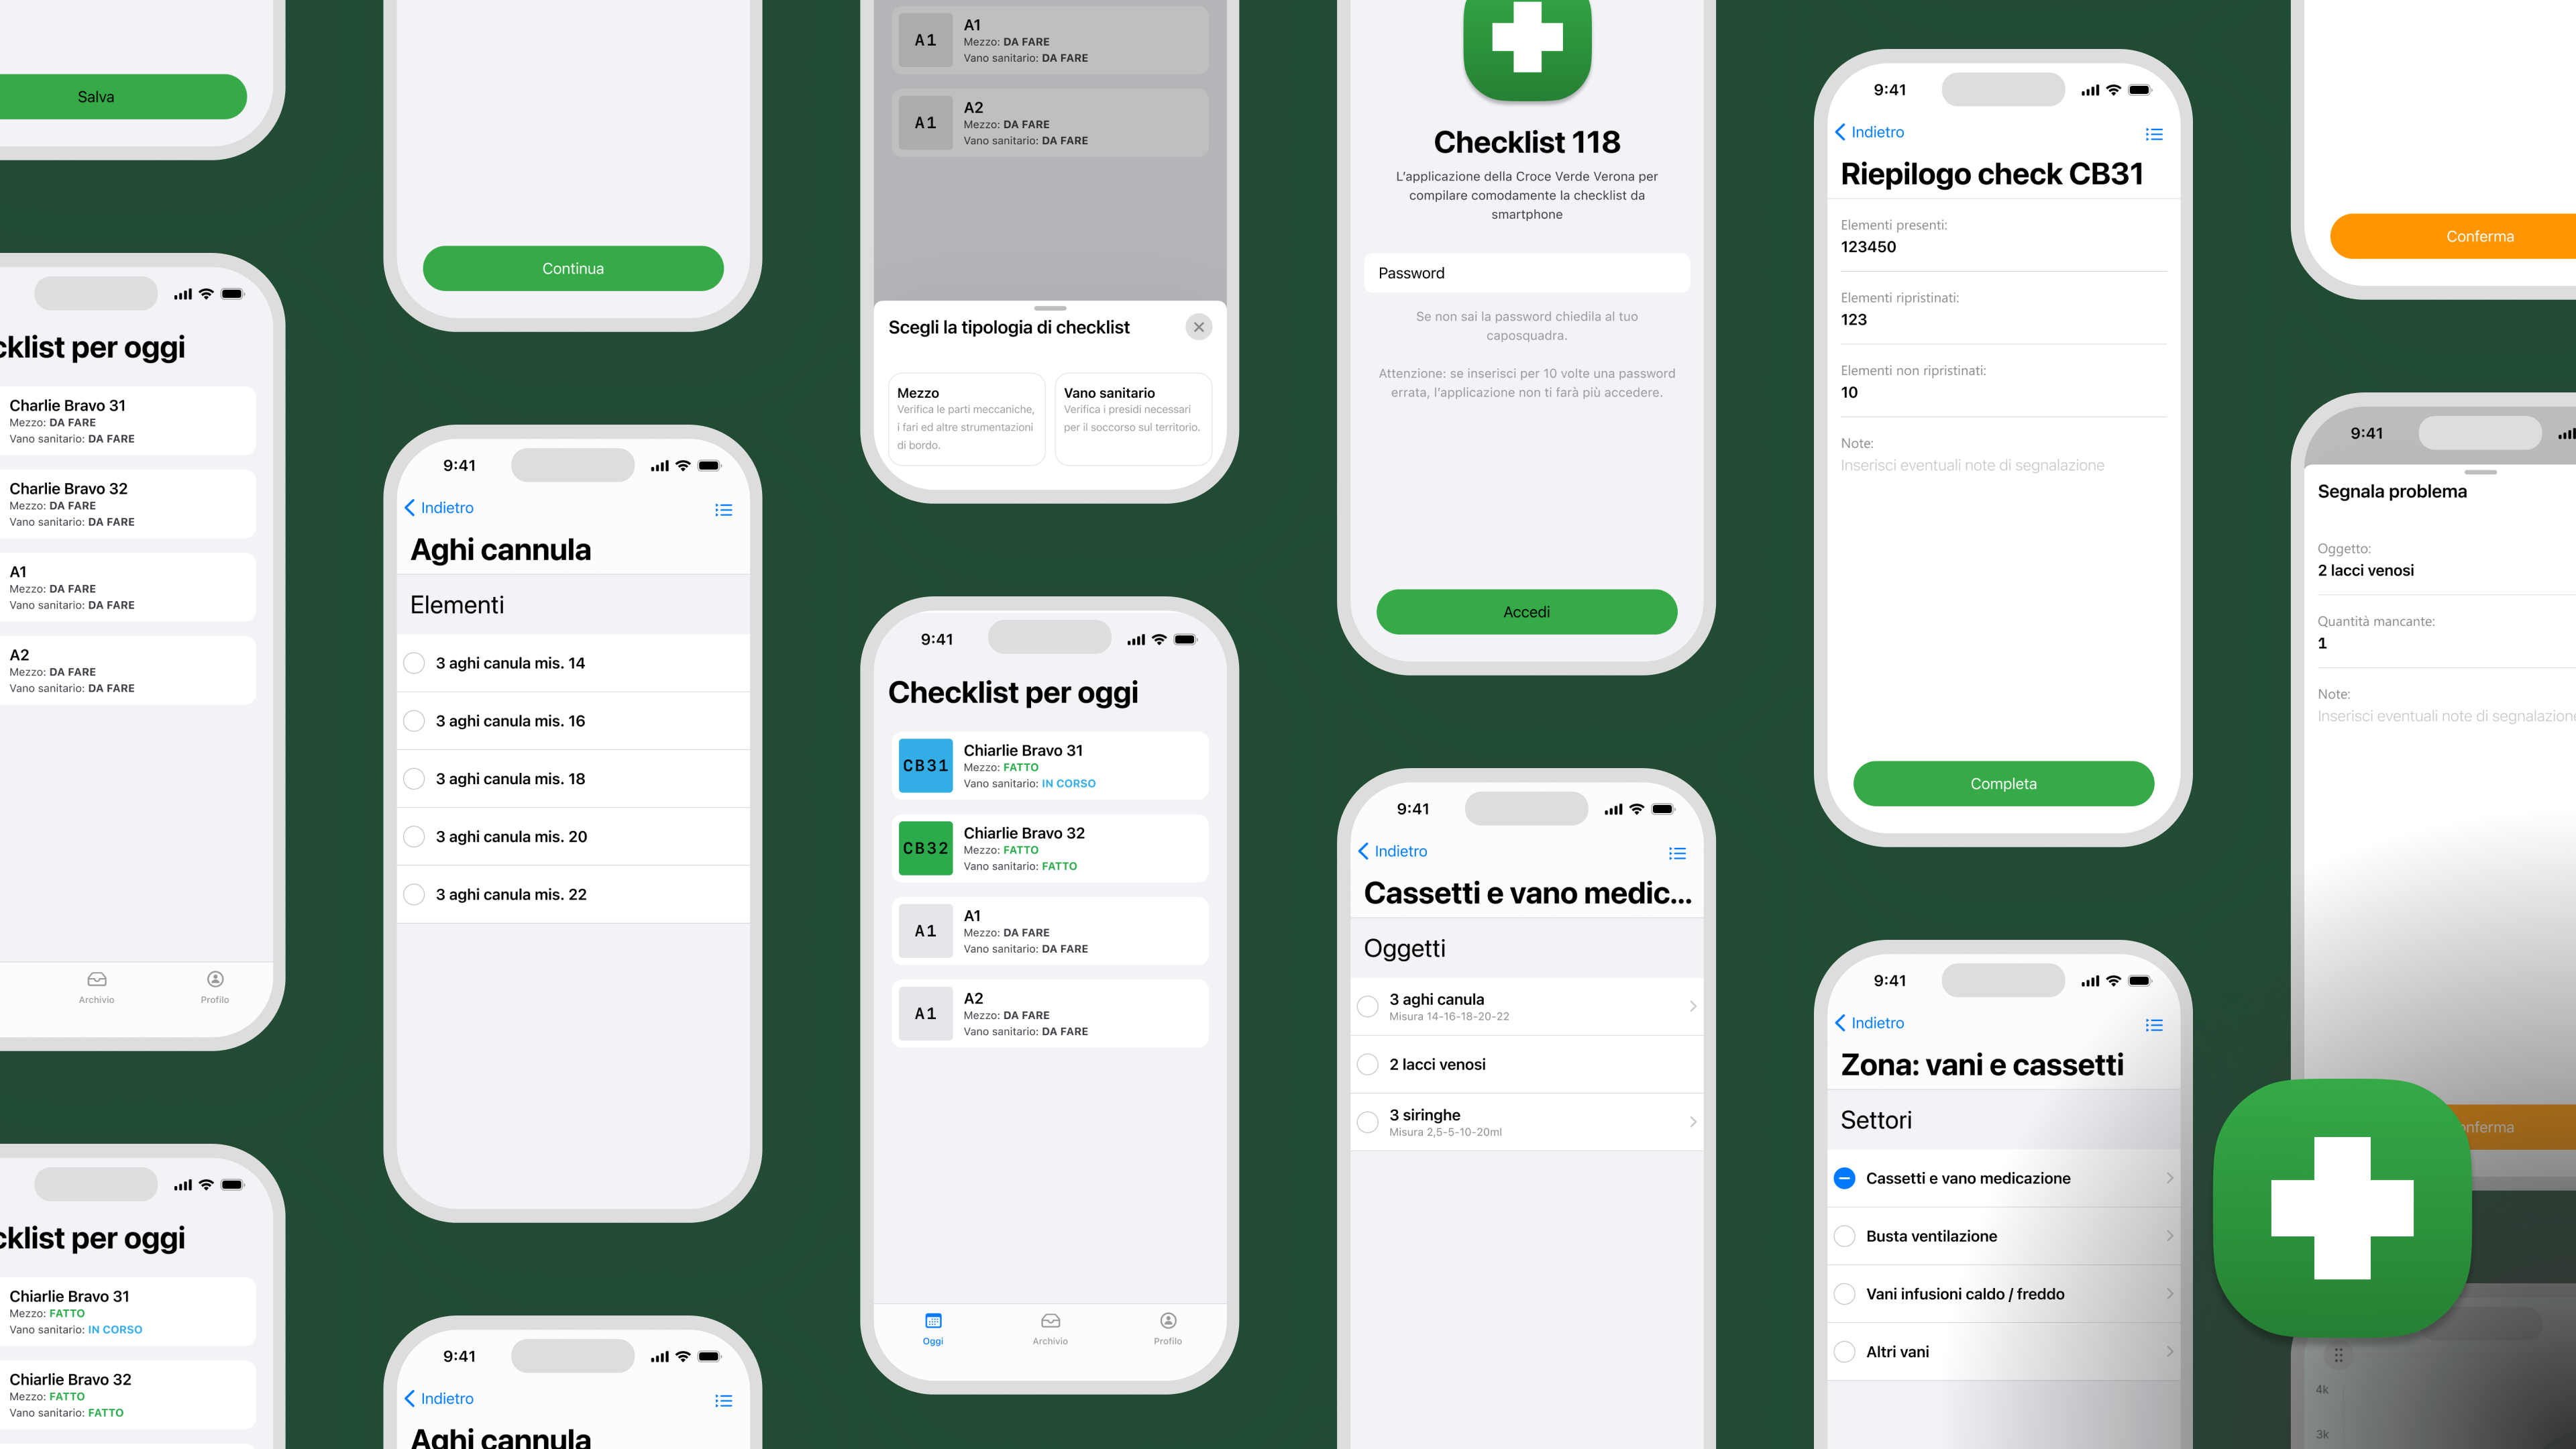 Salva
cklist per oggi
Charlie Bravo 31
Mezzo: DA FARE
Vano sanitario: DA FARE
Charlie Bravo 32
Mezzo: DA FARE
Vano sanitario: DA FARE
A1
Mezzo: DA FARE
Vano sanitario: DA FARE
A2
Mezzo: DA FARE
Vano sanitario: DA FARE
Archivio
Profilo
cklist per oggi
Chiarlie Bravo 31
Mezzo: FATTO
Vano sanitario: IN CORSO
Chiarlie Bravo 32
Mezzo: FATTO
Vano sanitario: FATTO
Continua
9:41
Indietro
Aghi cannula
Elementi
3 aghi canula mis. 14
3 aghi canula mis. 16
3 aghi canula mis. 18
3 aghi canula mis. 20
3 aghi canula mis. 22
9:41
Indietro
Aghi cannula
A1
A1
Mezzo: DA FARE
Vano sanitario: DA FARE
A1
A2
Mezzo: DA FARE
Vano sanitario: DA FARE
Scegli la tipologia di checklist
Mezzo
Verifica le parti meccaniche,
i fari ed altre strumentazioni
di bordo.
Vano sanitario
Verifica i presidi necessari
per il soccorso sul territorio.
9:41
Checklist per oggi
CB31
Chiarlie Bravo 31
Mezzo: FATTO
Vano sanitario: IN CORSO
CB32
Chiarlie Bravo 32
Mezzo: FATTO
Vano sanitario: FATTO
A1
A1
Mezzo: DA FARE
Vano sanitario: DA FARE
A1
A2
Mezzo: DA FARE
Vano sanitario: DA FARE
Oggi
Archivio
Profilo
Checklist 118
L'applicazione della Croce Verde Verona per
compilare comodamente la checklist da
smartphone
Password
Se non sai la password chiedila al tuo
caposquadra.
Attenzione: se inserisci per 10 volte una password
errata, l'applicazione non ti farà più accedere.
Accedi
9:41
Indietro
Cassetti e vano medic...
Oggetti
3 aghi canula
Misura 14-16-18-20-22
2 lacci venosi
3 siringhe
Misura 2,5-5-10-20ml
9:41
Indietro
Riepilogo check CB31
Elementi presenti:
123450
Elementi ripristinati:
123
Elementi non ripristinati:
10
Note:
Inserisci eventuali note di segnalazione
Completa
9:41
Indietro
Zona: vani e cassetti
Settori
Cassetti e vano medicazione
Busta ventilazione
Vani infusioni caldo / freddo
Altri vani
Conferma
9:41
Segnala problema
Oggetto:
2 lacci venosi
Quantità mancante:
1
Note:
Inserisci eventuali note di segnalazione
nferma
4k
3k